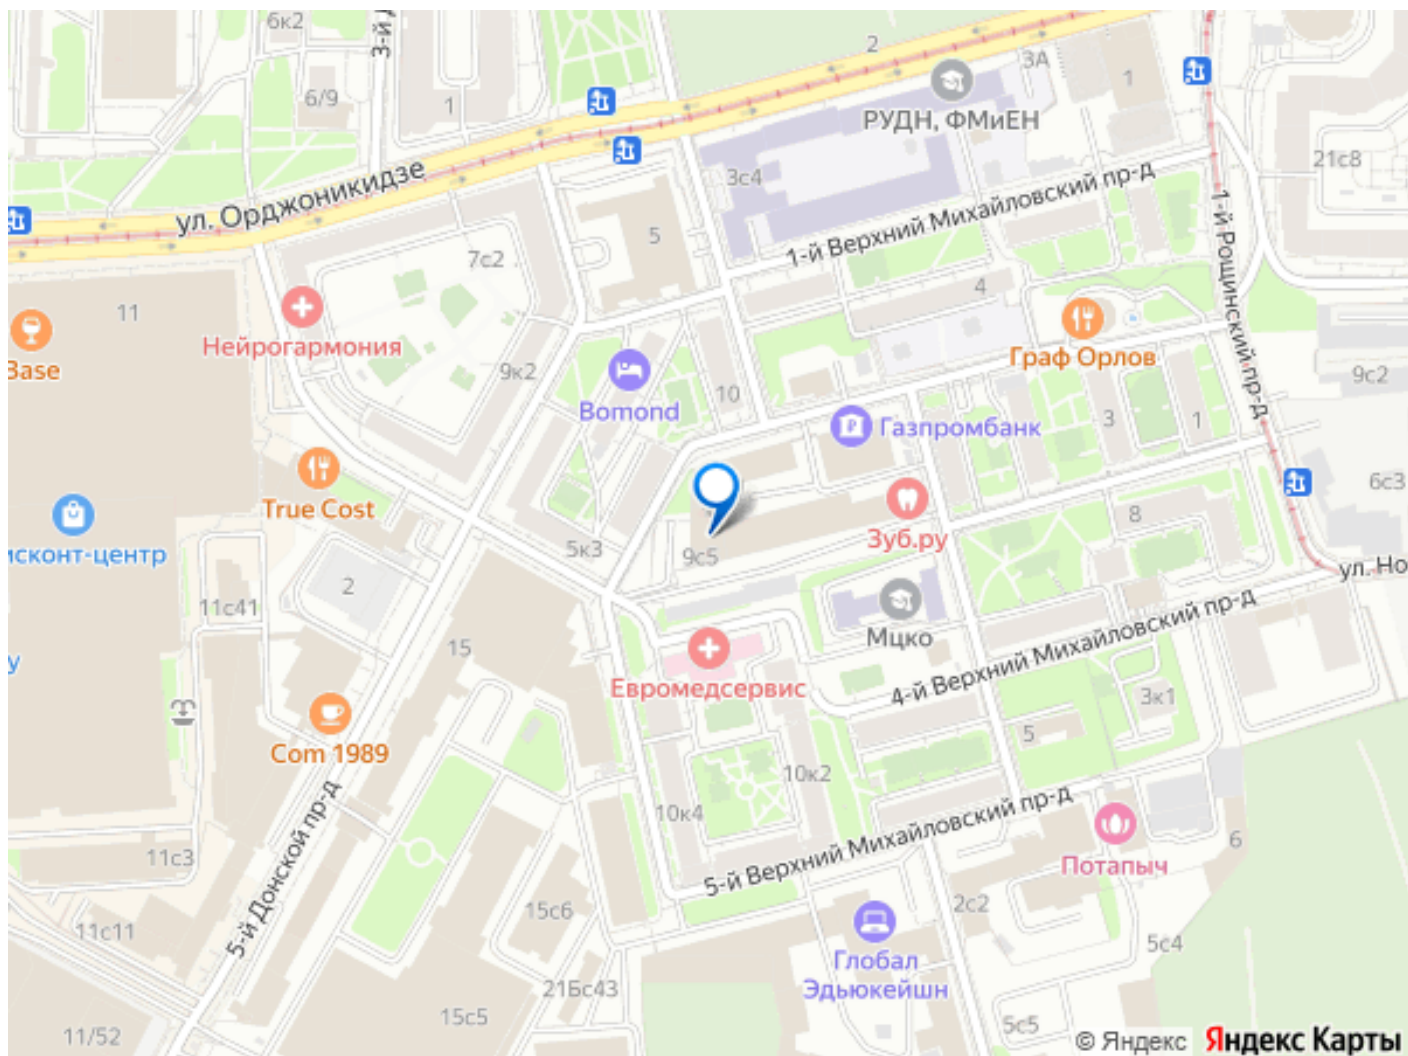 6к2
3-й
6/9
1
2
3А
1
РУДН, ФМиЕН
21с8
ул. Орджоникидзе
3с4
1-й Верхний Михайловский пр-д
1-й Рощинский пр-д
5
7с2
4
11
Base
Нейрогармония
Граф Орлов
9к2
Bomond
10
9с2
3
1
Газпромбанк
True Cost
6с3
исконт-центр
8
Зуб.ру
5к3
9с5
ул. Но
2
11с41
Мцко
4-й Верхний Михайловский пр-д
15
у
Евромедсервис
3к1
Com 1989
5
10к2
10к4
5-й Верхний Михайловский пр-д
5-й Донской пр-д
6
11с3
Потапыч
2с2
15с6
11с11
5с4
Глобал
Эдьюкейшн
21Бс43
15с5
5с5
11/52
© Яндекс
Яндекс Карты